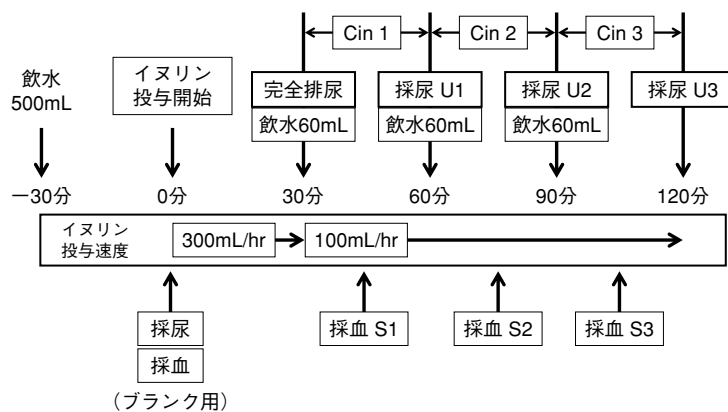 Cin 1
Cin 2
Cin 3
飲水
500mL
イヌリン
投与開始
完全排尿
採尿 U1
採尿 U2
採尿 U3
飲水60mL
飲水60mL
飲水60mL
－30分
0分
30分
60分
90分
120分
イヌリン
投与速度
300mL/hr
100mL/hr
採尿
採血
（ブランク用）
採血 S1
採血 S2
採血 S3